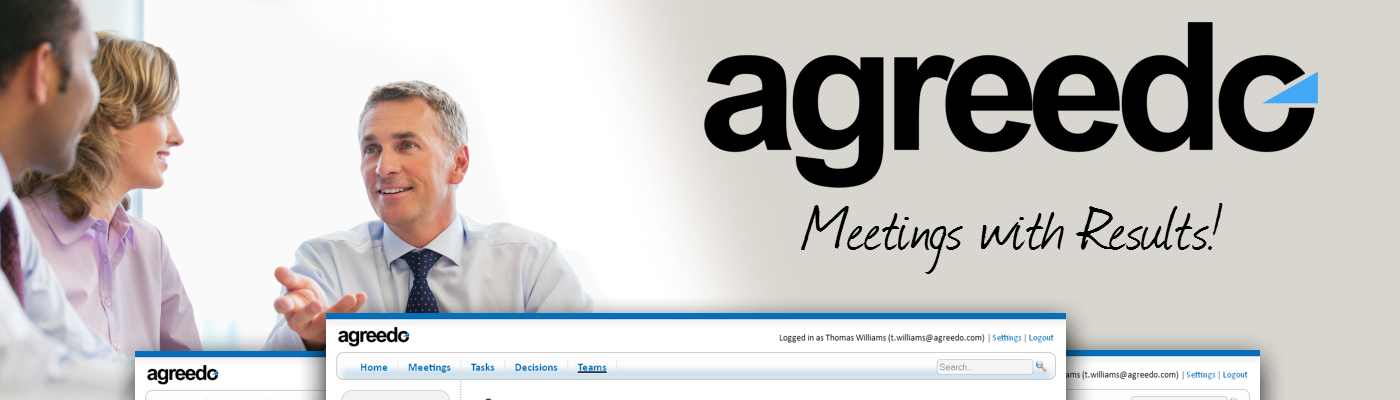 agreedo
Meetings with Results!
agreedo
Logged in as Thomas Williams (t.williams@agreedo.com) | Settings | Logout
Home Meetings Tasks Decisions Teams
Search...
agreedo
ams (t.williams@agreedo.com) | Settings | Logout